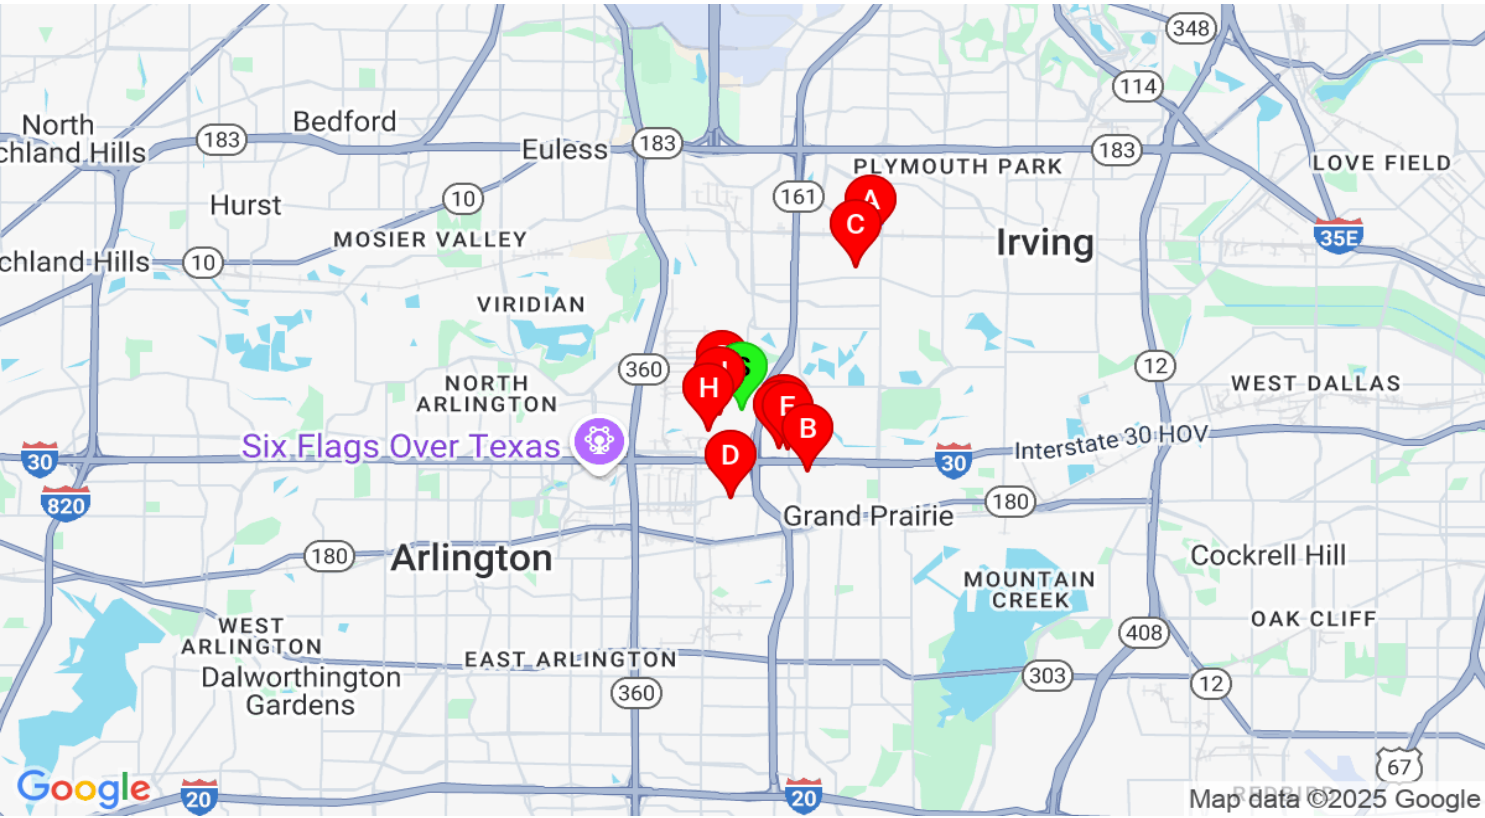 348
114
North
chland Hills
183
Bedford
Euless
183
183
PLYMOUTH PARK
LOVE FIELD
Hurst
10
161
A
C
MOSIER VALLEY
Irving
35E
chland Hills
10
VIRIDIAN
360
S
12
NORTH
ARLINGTON
H
F
B
WEST DALLAS
Six Flags Over Texas
D
30
30
Interstate 30 HOV
820
180
Grand Prairie
180
Arlington
Cockrell Hill
MOUNTAIN
CREEK
WEST
ARLINGTON
OAK CLIFF
408
EAST ARLINGTON
Dalworthington
Gardens
360
303
12
67
Google
20
20
REDBIRD
Map data ©2025 Google